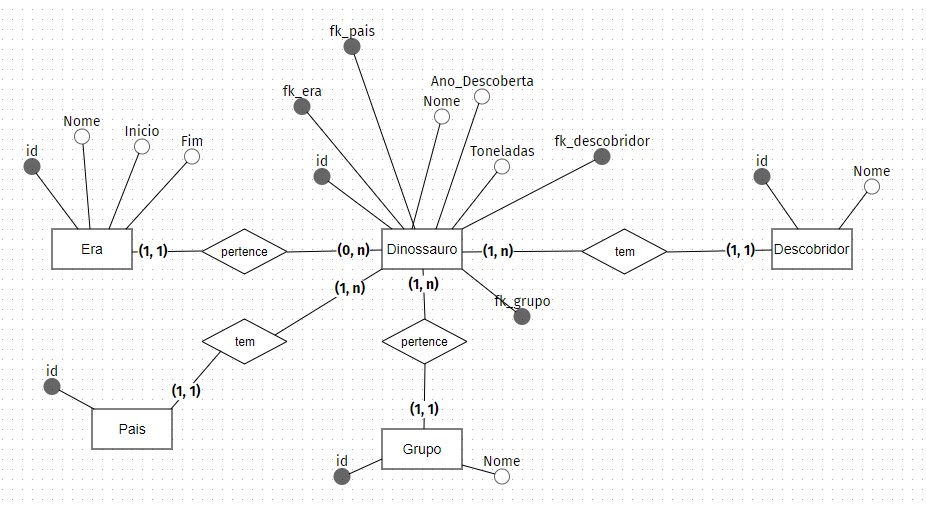 fk_pais
Ano_Descoberta
fk_era
Nome
Nome
Inicio
Fim
fk_descobridor
id
id
Toneladas
id
Nome
Era
(1, 1)
pertence
(0, n)
Dinossauro
(1, n)
tem
(1, 1)
Descobridor
(1, n)
(1, n)
fk_grupo
tem
pertence
id
(1, 1)
(1, 1)
Pais
Grupo
id
Nome